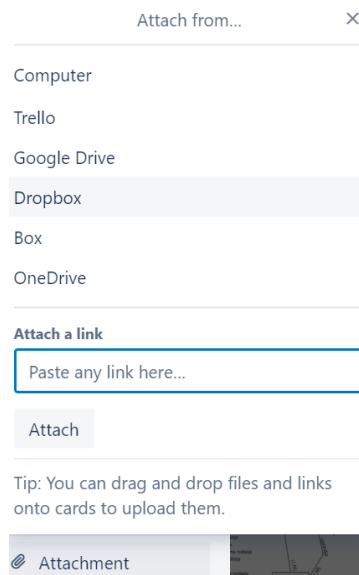 Attach from...
Computer
Trello
Google Drive
Dropbox
Box
OneDrive
Attach a link
Paste any link here...
Attach
Tip: You can drag and drop files and links
onto cards to upload them.
Attachment